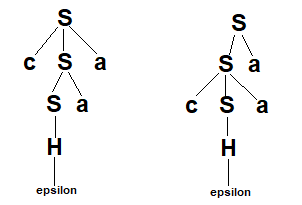 S S
c S a S a
S a c S a
H H
epsilon epsilon